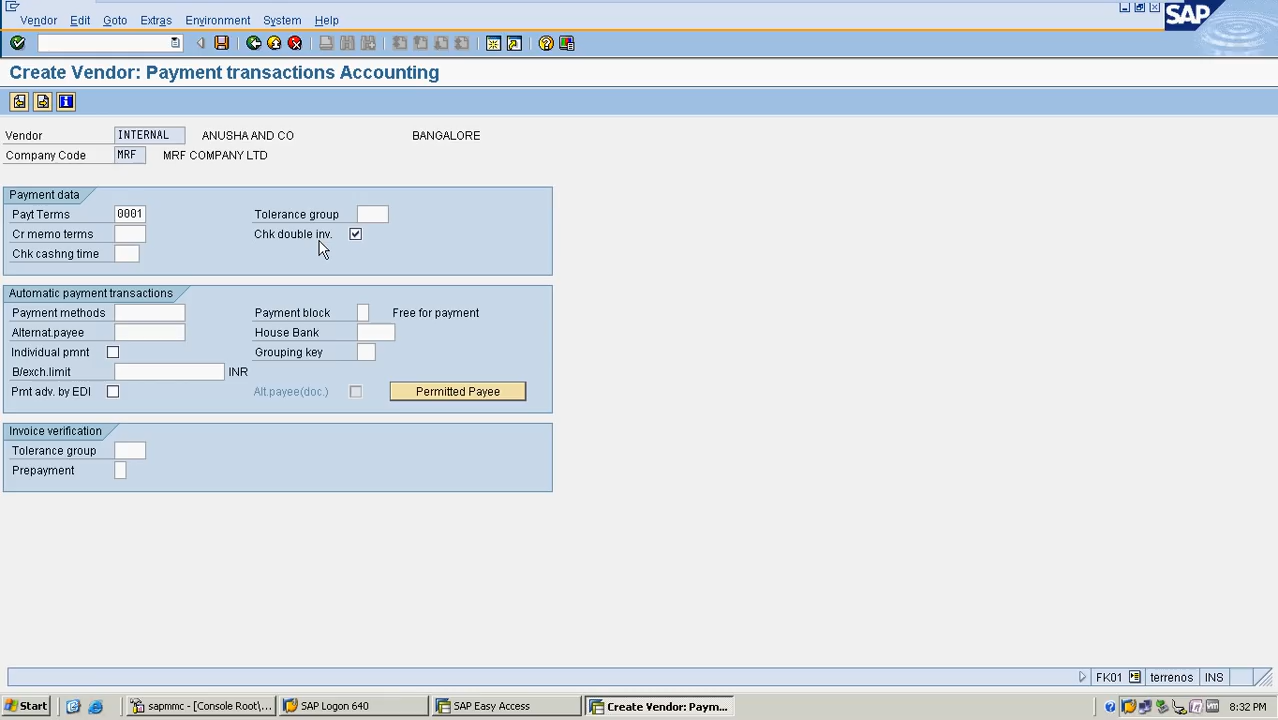 Vendor Edit Goto Extras Environment System Help
SAP
Create Vendor: Payment transactions Accounting
Vendor INTERNAL ANUSHA AND CO BANGALORE
Company Code MRF MRF COMPANY LTD
Payment data
Payt Terms 0001 Tolerance group
Cr memo terms Chk double inv.
Chk cashng time
Automatic payment transactions
Payment methods Payment block Free for payment
Alternat.payee House Bank
Individual pmnt Grouping key
B/exch.limit INR
Pmt adv. by EDI Alt.payee(doc.) Permitted Payee
Invoice verification
Tolerance group
Prepayment
FK01 terrenos INS
Start sapmmc - [Console Root\... SAP Logon 640 SAP Easy Access Create Vendor: Paym... 8:32 PM